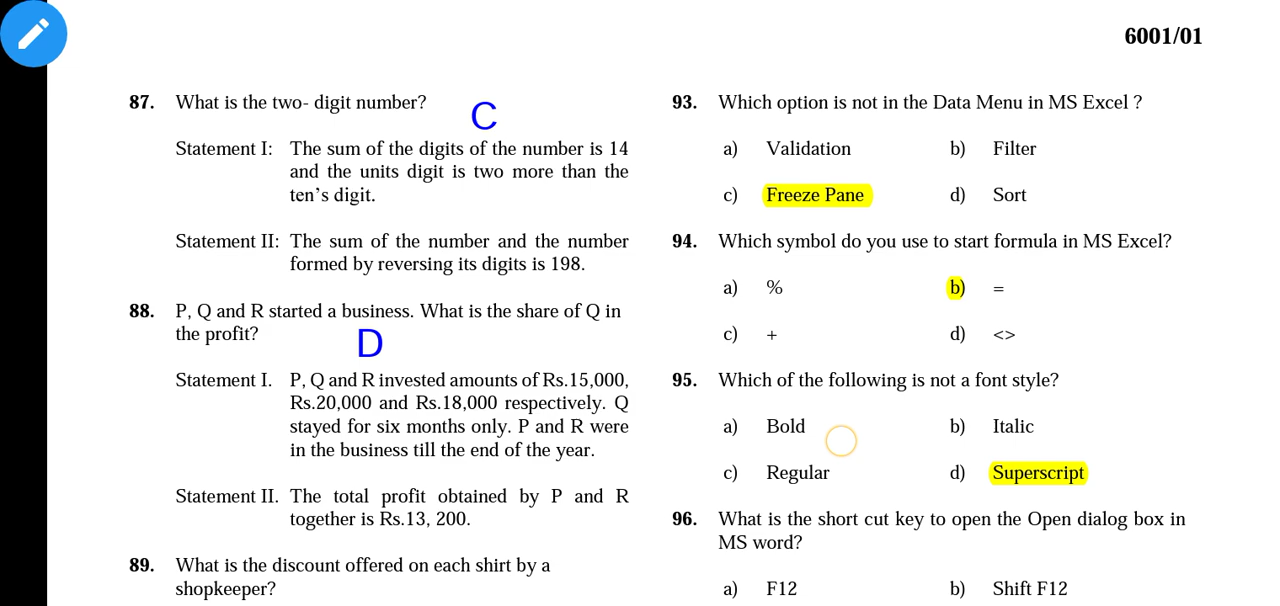 6001/01
87. What is the two- digit number?
C
Statement I: The sum of the digits of the number is 14
and the units digit is two more than the
ten's digit.
Statement II: The sum of the number and the number
formed by reversing its digits is 198.
88. P, Q and R started a business. What is the share of Q in
the profit?
D
Statement I. P, Q and R invested amounts of Rs.15,000,
Rs.20,000 and Rs.18,000 respectively. Q
stayed for six months only. P and R were
in the business till the end of the year.
Statement II. The total profit obtained by P and R
together is Rs.13, 200.
89. What is the discount offered on each shirt by a
shopkeeper?
93. Which option is not in the Data Menu in MS Excel ?
a) Validation b) Filter
c) Freeze Pane d) Sort
94. Which symbol do you use to start formula in MS Excel?
a) % b) =
c) + d) <>
95. Which of the following is not a font style?
a) Bold b) Italic
c) Regular d) Superscript
96. What is the short cut key to open the Open dialog box in
MS word?
a) F12 b) Shift F12